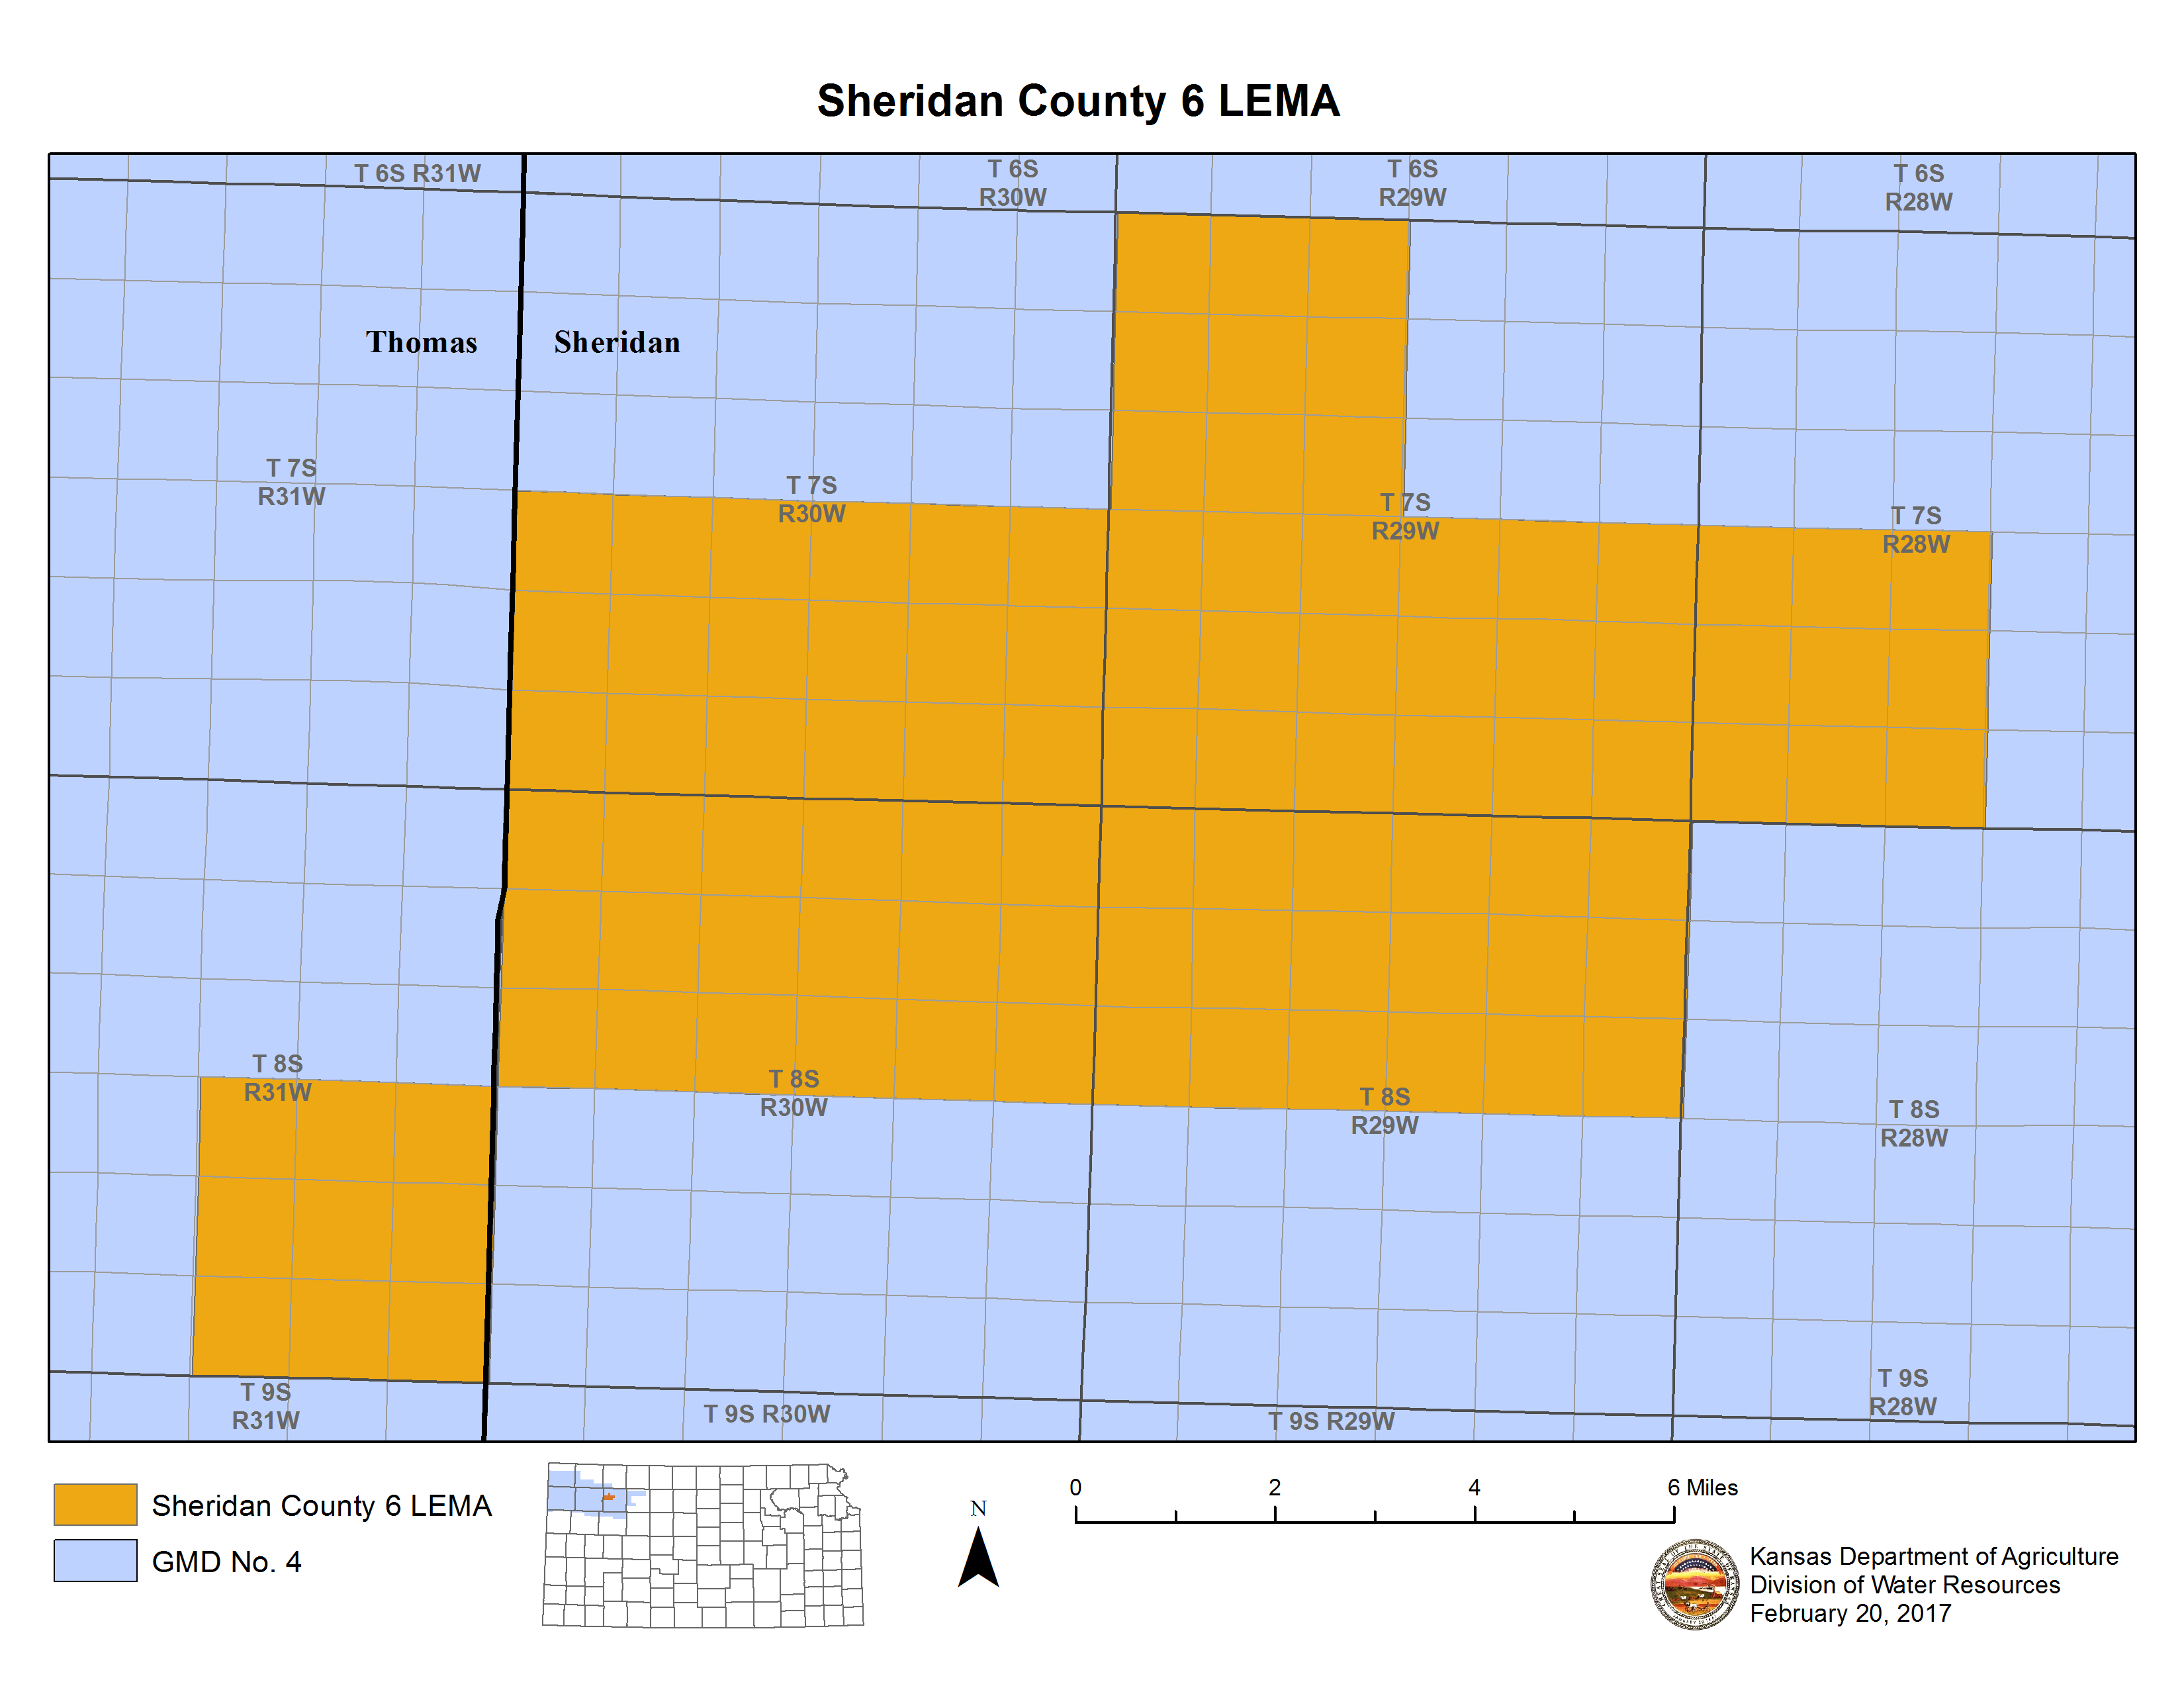 Sheridan County 6 LEMA
T 6S R31W
T 6S
R30W
T 6S
R29W
T 6S
R28W
Thomas
Sheridan
T 7S
R31W
T 7S
R30W
T 7S
R29W
T 7S
R28W
T 8S
R31W
T 8S
R30W
T 8S
R29W
T 8S
R28W
T 9S
R31W
T 9S R30W
T 9S R29W
T 9S
R28W
Sheridan County 6 LEMA
GMD No. 4
N
0 2 4 6 Miles
Kansas Department of Agriculture
Division of Water Resources
February 20, 2017